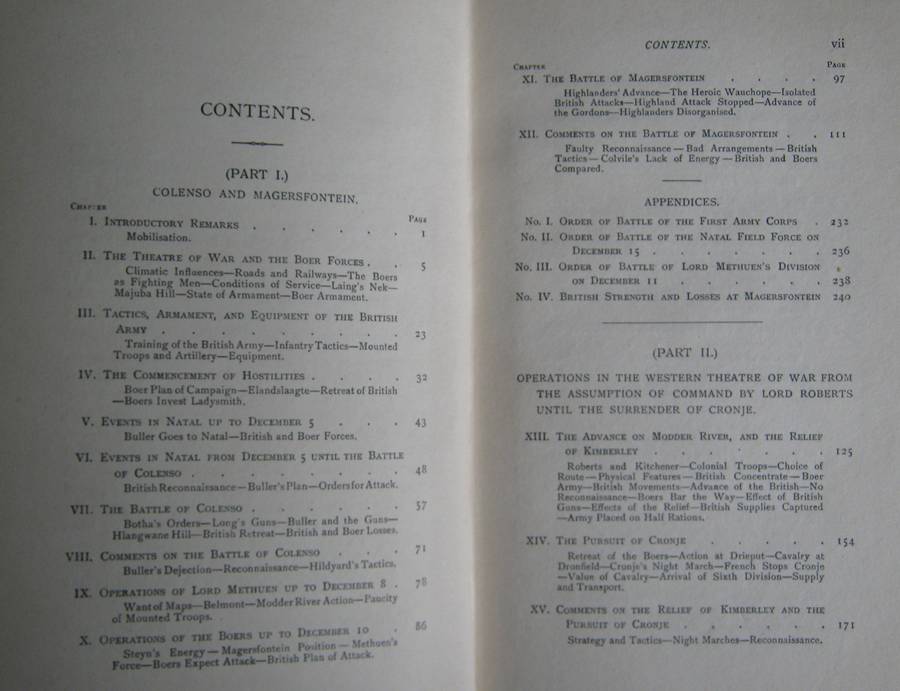 CONTENTS.
(PART I.)
COLENSO AND MAGERSFONTEIN.
CHAPTER PAGE
I. INTRODUCTORY REMARKS . . . . . . 1
Mobilisation.
II. THE THEATRE OF WAR AND THE BOER FORCES . . 5
Climatic Influences—Roads and Railways—The Boers
as Fighting Men—Conditions of Service—Laing's Nek—
Majuba Hill—State of Armament—Boer Armament.
III. TACTICS, ARMAMENT, AND EQUIPMENT OF THE BRITISH
ARMY . . . . . . . . . 23
Training of the British Army—Infantry Tactics—Mounted
Troops and Artillery—Equipment.
IV. THE COMMENCEMENT OF HOSTILITIES . . . . 32
Boer Plan of Campaign—Elandslaagte—Retreat of British
—Boers Invest Ladysmith.
V. EVENTS IN NATAL UP TO DECEMBER 5 . . . 43
Buller Goes to Natal—British and Boer Forces.
VI. EVENTS IN NATAL FROM DECEMBER 5 UNTIL THE BATTLE
OF COLENSO . . . . . . . . 48
British Reconnaissance—Buller's Plan—Orders for Attack.
VII. THE BATTLE OF COLENSO . . . . . . 57
Botha's Orders—Long's Guns—Buller and the Guns—
Hlangwane Hill—British Retreat—British and Boer Losses.
VIII. COMMENTS ON THE BATTLE OF COLENSO . . . 71
Buller's Dejection—Reconnaissance—Hildyard's Tactics.
IX. OPERATIONS OF LORD METHUEN UP TO DECEMBER 8 . 78
Want of Maps—Belmont—Modder River Action—Paucity
of Mounted Troops.
X. OPERATIONS OF THE BOERS UP TO DECEMBER 10 . 86
Steyn's Energy—Magersfontein Position—Methuen's
Force—Boers Expect Attack—British Plan of Attack.
CONTENTS. vii
CHAPTER PAGE
XI. THE BATTLE OF MAGERSFONTEIN . . . . 97
Highlanders' Advance—The Heroic Wauchope—Isolated
British Attacks—Highland Attack Stopped—Advance of
the Gordons—Highlanders Disorganised.
XII. COMMENTS ON THE BATTLE OF MAGERSFONTEIN . . 111
Faulty Reconnaissance—Bad Arrangements—British
Tactics—Colvile's Lack of Energy—British and Boers
Compared.
APPENDICES.
No. I. ORDER OF BATTLE OF THE FIRST ARMY CORPS . 232
No. II. ORDER OF BATTLE OF THE NATAL FIELD FORCE ON
DECEMBER 15 . . . . . . . 236
No. III. ORDER OF BATTLE OF LORD METHUEN'S DIVISION
ON DECEMBER 11 . . . . . . 238
No. IV. BRITISH STRENGTH AND LOSSES AT MAGERSFONTEIN 240
(PART II.)
OPERATIONS IN THE WESTERN THEATRE OF WAR FROM
THE ASSUMPTION OF COMMAND BY LORD ROBERTS
UNTIL THE SURRENDER OF CRONJE.
XIII. THE ADVANCE ON MODDER RIVER, AND THE RELIEF
OF KIMBERLEY . . . . . . . 125
Roberts and Kitchener—Colonial Troops—Choice of
Route—Physical Features—British Concentrate—Boer
Army—British Movements—Advance of the British—No
Reconnaissance—Boers Bar the Way—Effect of British
Guns—Effects of the Relief—British Supplies Captured
—Army Placed on Half Rations.
XIV. THE PURSUIT OF CRONJE . . . . . 154
Retreat of the Boers—Action at Drieput—Cavalry at
Dronfield—Cronje's Night March—French Stops Cronje
—Value of Cavalry—Arrival of Sixth Division—Supply
and Transport.
XV. COMMENTS ON THE RELIEF OF KIMBERLEY AND THE
PURSUIT OF CRONJE . . . . . . 171
Strategy and Tactics—Night Marches—Reconnaissance.